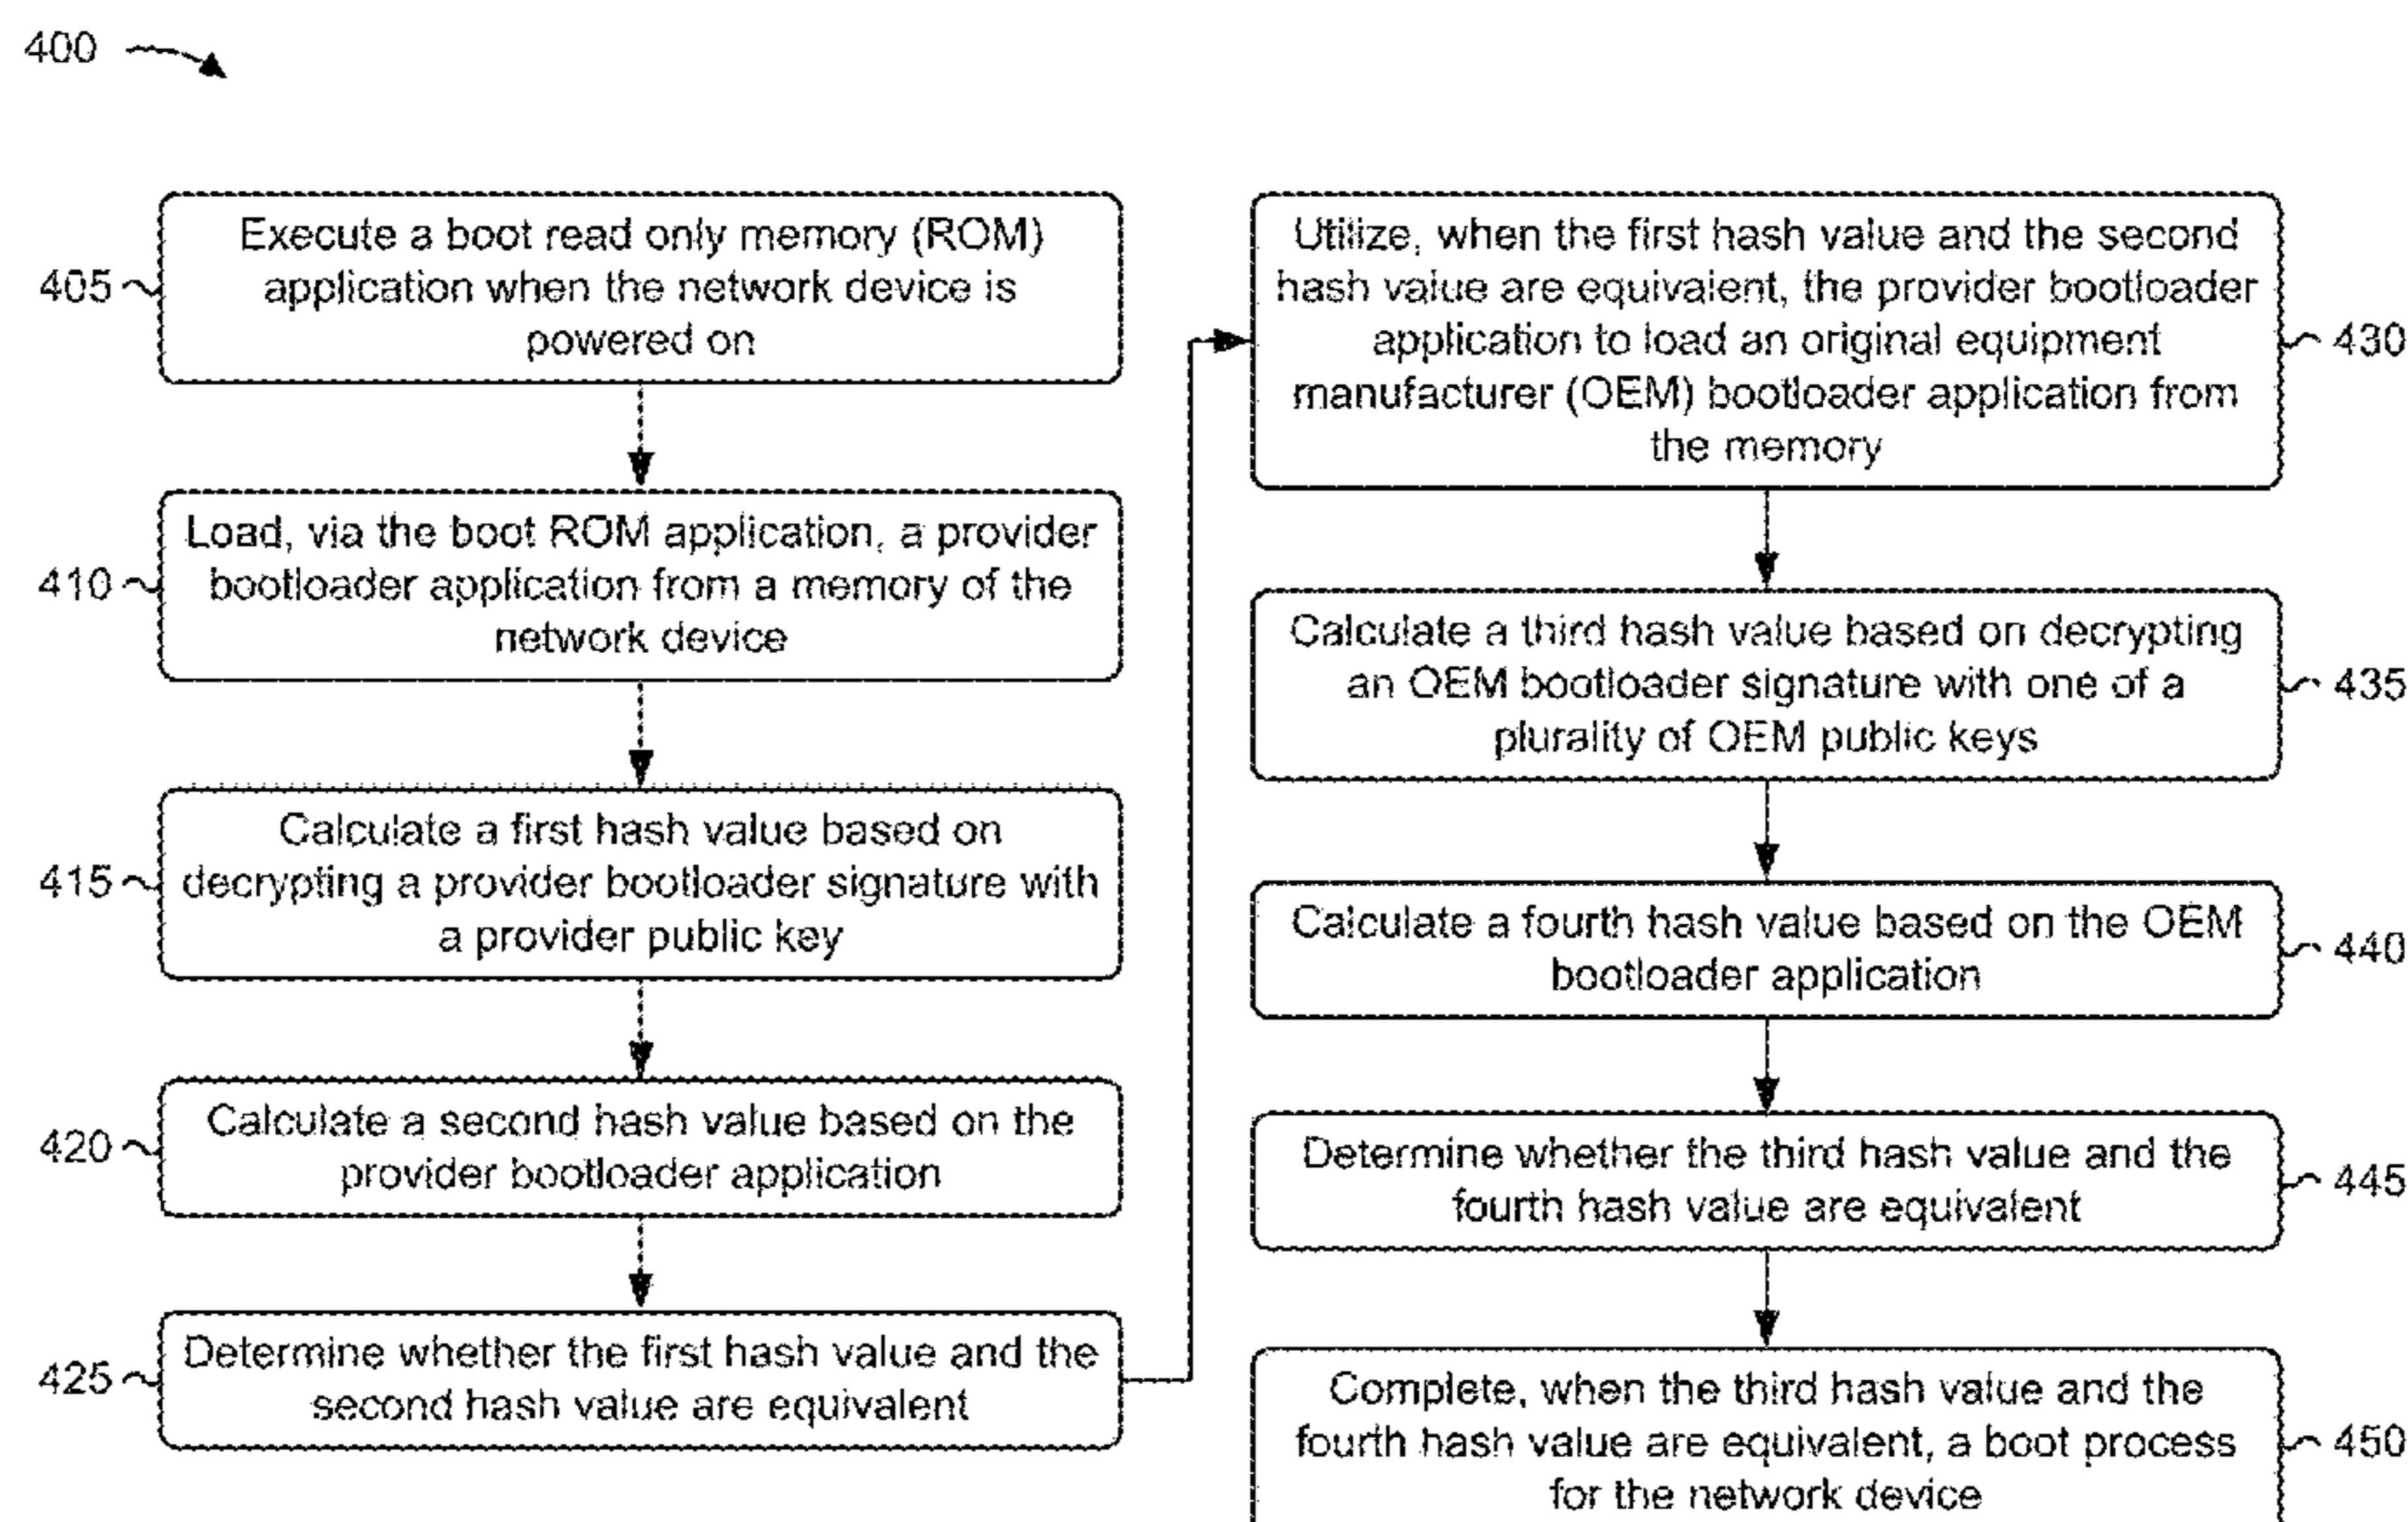 400
405
Execute a boot read only memory (ROM)
application when the network device is
powered on
410
Load, via the boot ROM application, a provider
bootloader application from a memory of the
network device
415
Calculate a first hash value based on
decrypting a provider bootloader signature with
a provider public key
420
Calculate a second hash value based on the
provider bootloader application
425
Determine whether the first hash value and the
second hash value are equivalent
Utilize, when the first hash value and the second
hash value are equivalent, the provider bootloader
application to load an original equipment
manufacturer (OEM) bootloader application from
the memory
430
Calculate a third hash value based on decrypting
an OEM bootloader signature with one of a
plurality of OEM public keys
435
Calculate a fourth hash value based on the OEM
bootloader application
440
Determine whether the third hash value and the
fourth hash value are equivalent
445
Complete, when the third hash value and the
fourth hash value are equivalent, a boot process
for the network device
450